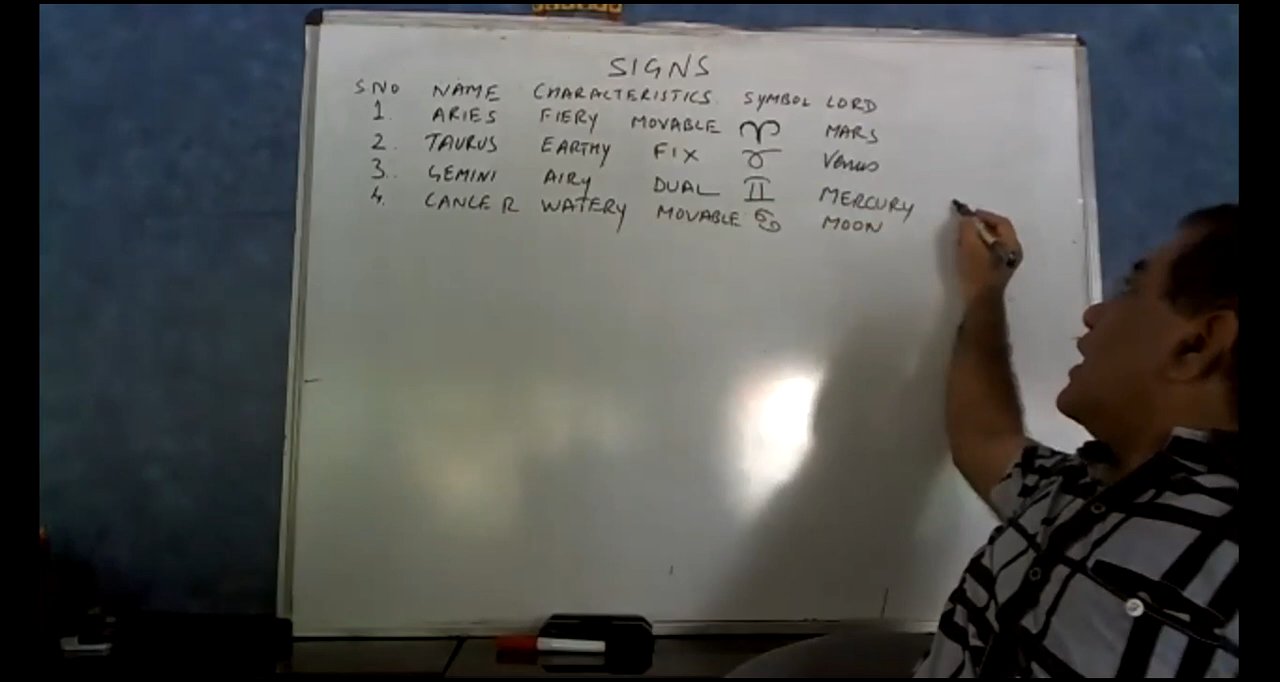 SIGNS
S NO NAME CHARACTERISTICS SYMBOL LORD
1. ARIES FIERY MOVABLE ♈ MARS
2. TAURUS EARTHY FIX ♉ Venus
3. GEMINI AIRY DUAL ♊ MERCURY
4. CANCER WATERY MOVABLE ♋ MOON